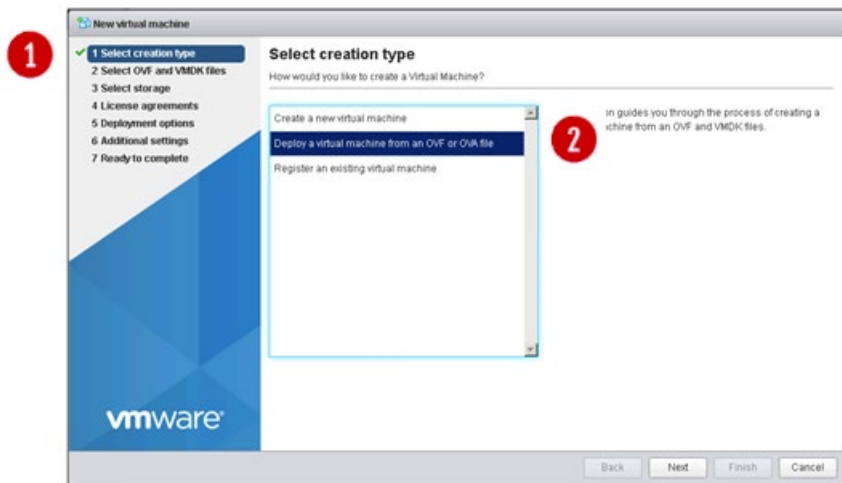 New virtual machine
1
1 Select creation type
2 Select OVF and VMDK files
3 Select storage
4 License agreements
5 Deployment options
6 Additional settings
7 Ready to complete
vmware
Select creation type
How would you like to create a Virtual Machine?
Create a new virtual machine
Deploy a virtual machine from an OVF or OVA file
Register an existing virtual machine
2
n guides you through the process of creating a
chine from an OVF and VMDK files.
Back Next Finish Cancel